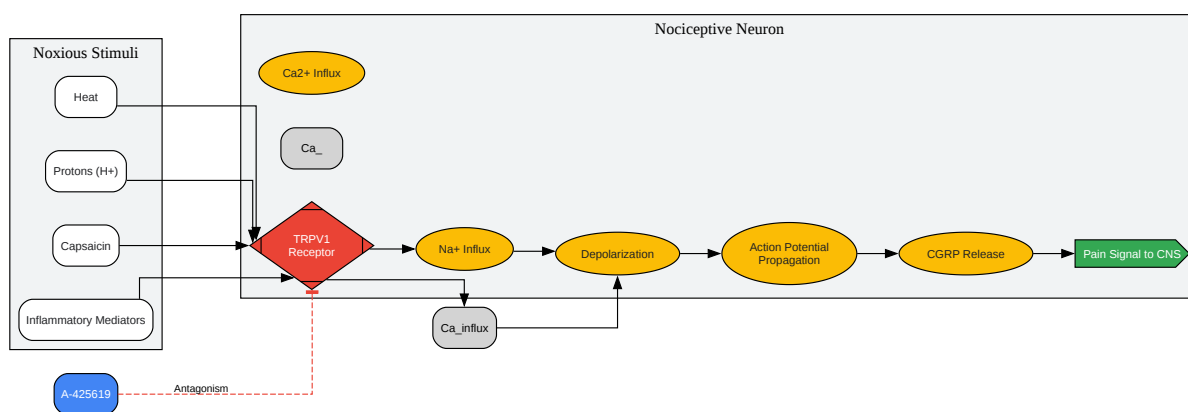 Nociceptive Neuron
Noxious Stimuli
Ca2+ Influx
Heat
Ca_
Protons (H+)
TRPV1
Receptor
Capsaicin
Na+ Influx
Depolarization
Action Potential
Propagation
CGRP Release
Pain Signal to CNS
Inflammatory Mediators
Ca_influx
A-425619
Antagonism